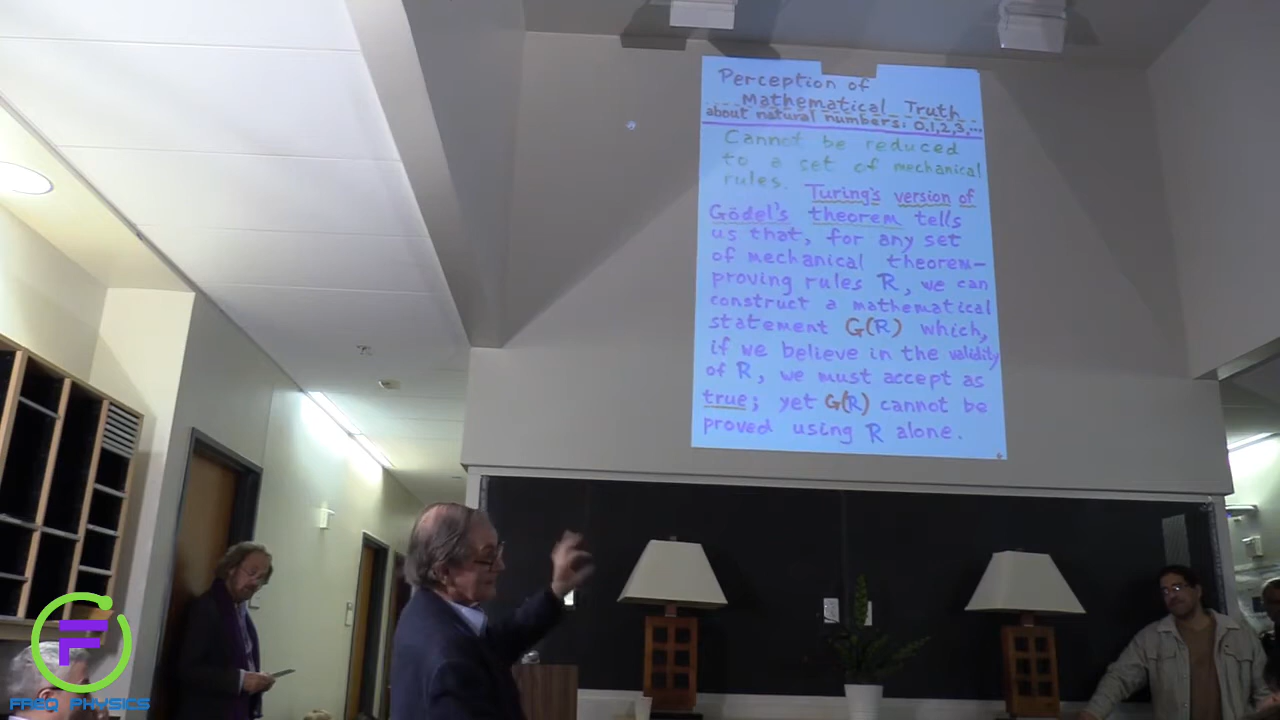 Perception of
Mathematical Truth
about natural numbers: 0,1,2,3,...
Cannot be reduced
to a set of mechanical
rules. Turing's version of
Gödel's theorem tells
us that, for any set
of mechanical theorem-
proving rules R, we can
construct a mathematical
statement G(R) which,
if we believe in the validity
of R, we must accept as
true; yet G(R) cannot be
proved using R alone.
F
FREQ PHYSICS